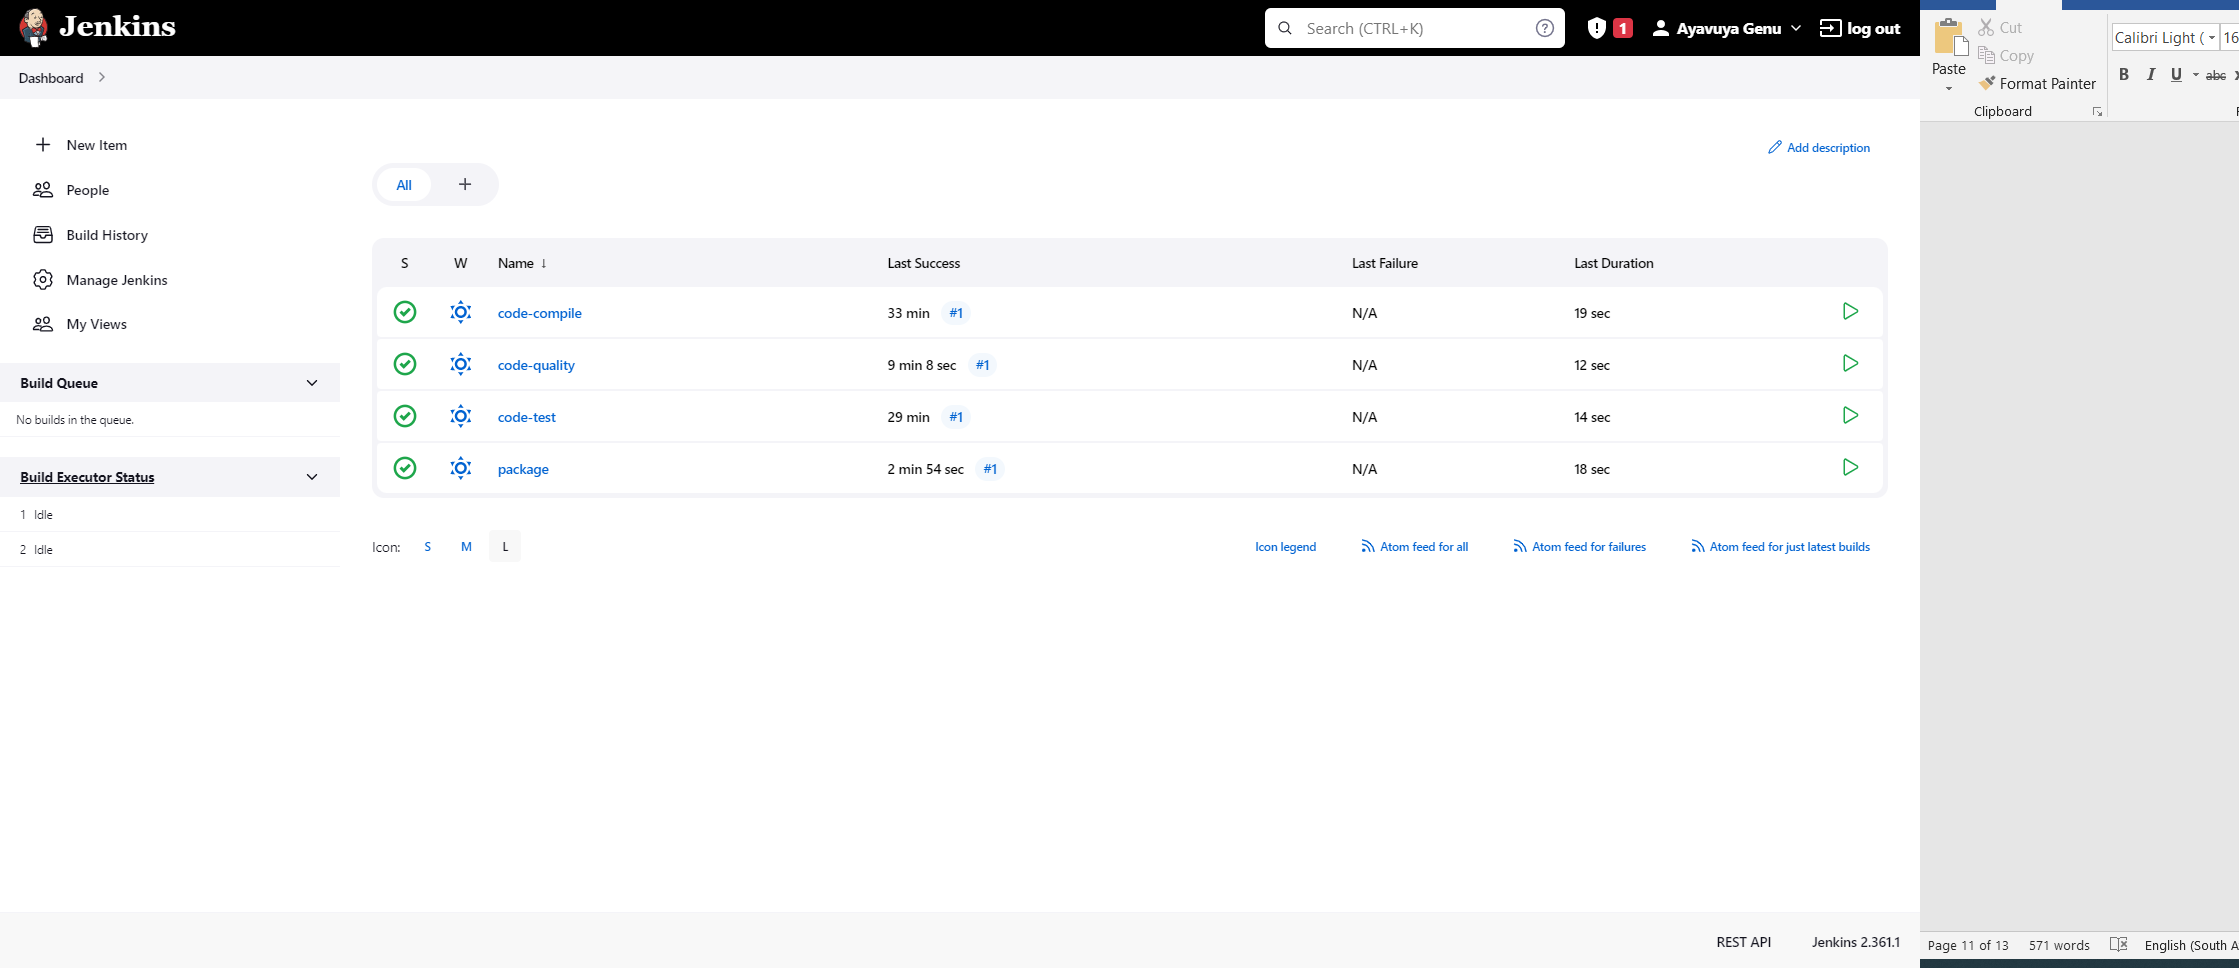 Jenkins
Search (CTRL+K)
1
Ayavuya Genu
log out
Dashboard
New Item
People
Build History
Manage Jenkins
My Views
Build Queue
No builds in the queue.
Build Executor Status
1 Idle
2 Idle
Add description
All +
S W Name ↓ Last Success Last Failure Last Duration
code-compile 33 min #1 N/A 19 sec
code-quality 9 min 8 sec #1 N/A 12 sec
code-test 29 min #1 N/A 14 sec
package 2 min 54 sec #1 N/A 18 sec
Icon: S M L
Icon legend Atom feed for all Atom feed for failures Atom feed for just latest builds
REST API Jenkins 2.361.1
Paste
Cut
Copy
Format Painter
Clipboard
Calibri Light ( 16
B I U abc
Page 11 of 13 571 words English (South A